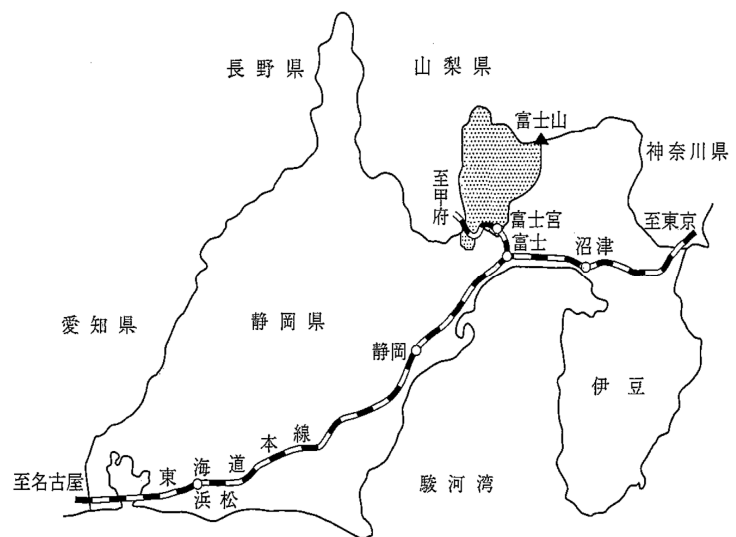 長野県
山梨県
富士山
神奈川県
至甲府
富士宮
至東京
富士
沼津
愛知県
静岡県
静岡
伊豆
東海道本線
至名古屋
浜松
駿河湾